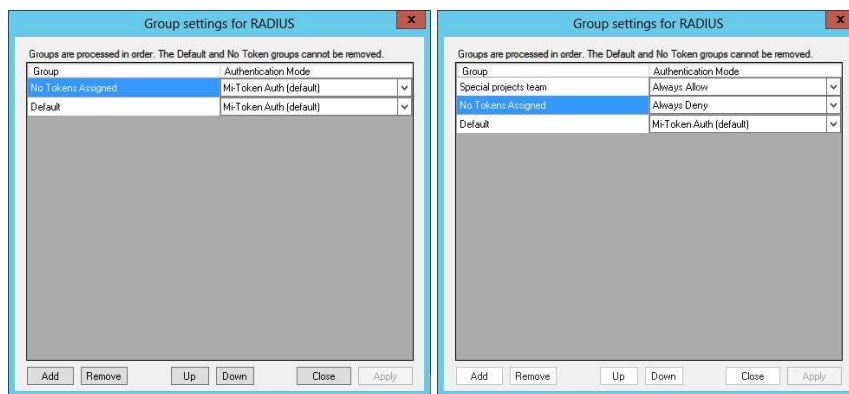 Group settings for RADIUS
x
Groups are processed in order. The Default and No Token groups cannot be removed.
Group Authentication Mode
No Tokens Assigned Mi-Token Auth (default)
Default Mi-Token Auth (default)
Add Remove Up Down Close Apply
Group settings for RADIUS
x
Groups are processed in order. The Default and No Token groups cannot be removed.
Group Authentication Mode
Special projects team Always Allow
No Tokens Assigned Always Deny
Default Mi-Token Auth (default)
Add Remove Up Down Close Apply